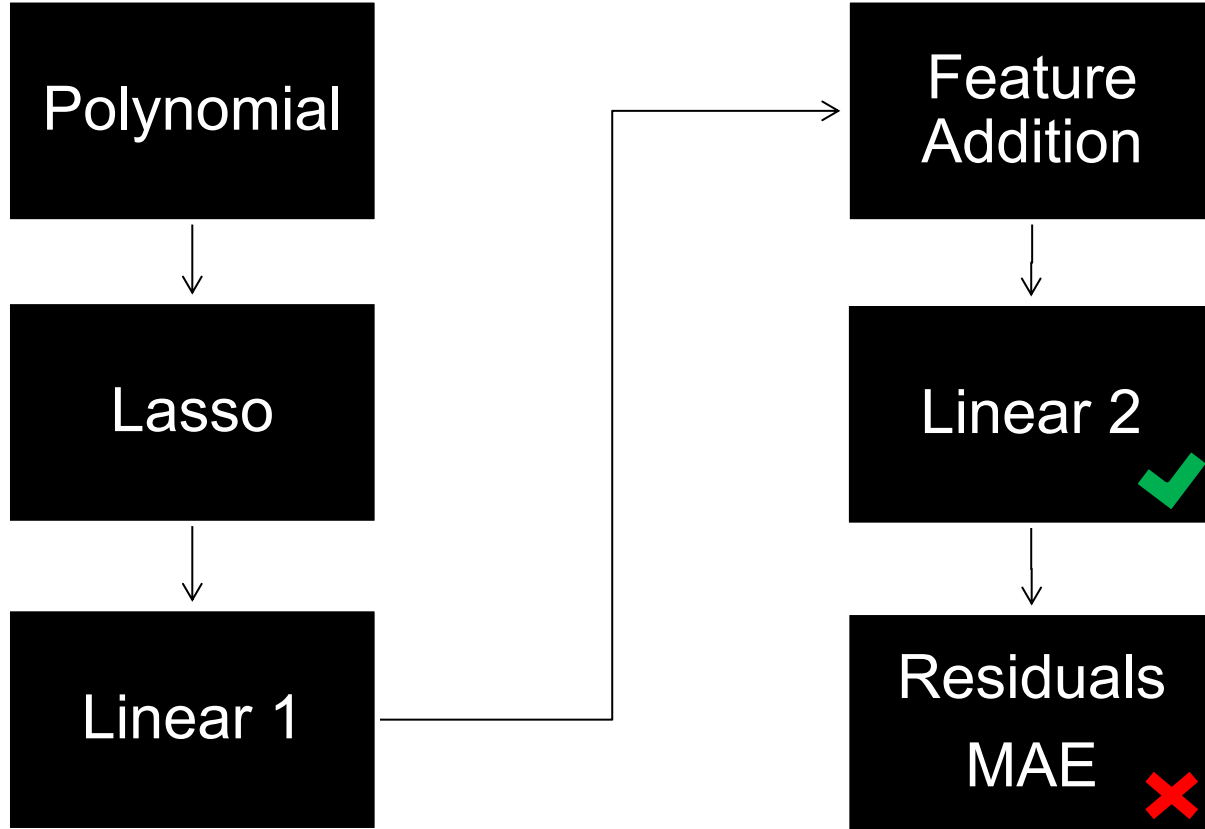 Polynomial
Lasso
Linear 1
Feature
Addition
Linear 2
Residuals
MAE